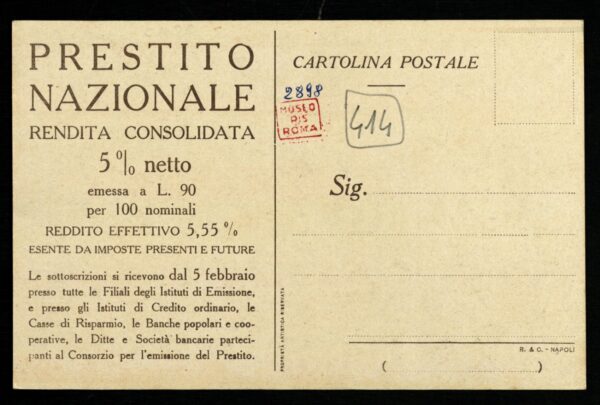 PRESTITO
NAZIONALE
RENDITA CONSOLIDATA
5 % netto
emessa a L. 90
per 100 nominali
REDDITO EFFETTIVO 5,55 %
ESENTE DA IMPOSTE PRESENTI E FUTURE
Le sottoscrizioni si ricevono dal 5 febbraio
presso tutte le Filiali degli Istituti di Emissione,
e presso gli Istituti di Credito ordinario, le
Casse di Risparmio, le Banche popolari e coo-
perative, le Ditte e Società bancarie parteci-
panti al Consorzio per l'emissione del Prestito.
PROPRIETÀ ARTISTICA RISERVATA
CARTOLINA POSTALE
2898
MUSEO
RIS
ROMA
414
Sig.
R. & C. - NAPOLI
( )